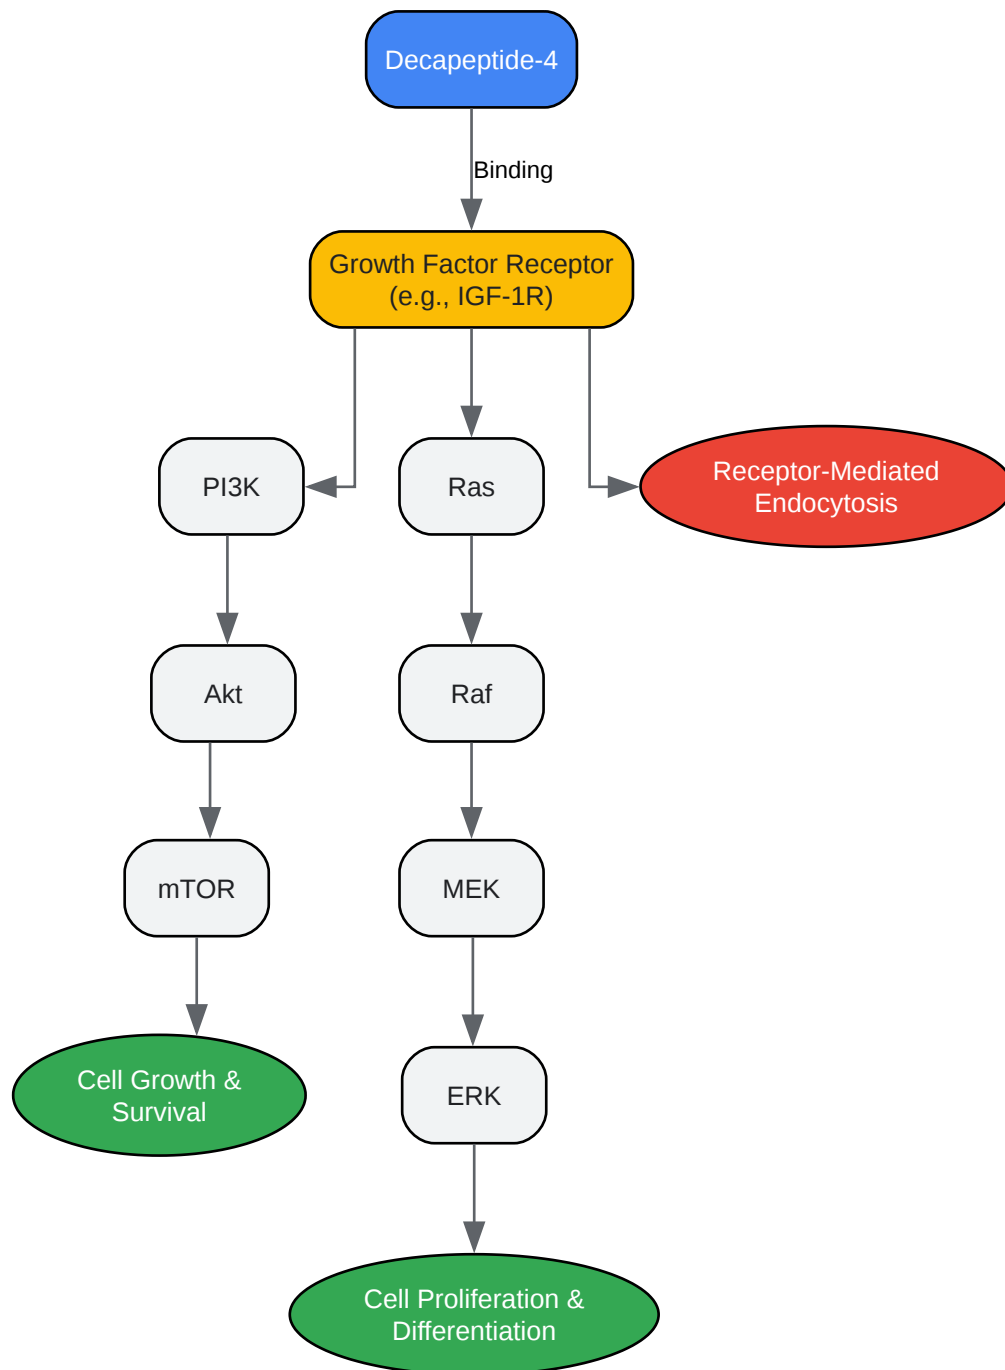 Decapeptide-4
Binding
Growth Factor Receptor
(e.g., IGF-1R)
PI3K
Ras
Receptor-Mediated
Endocytosis
Akt
Raf
mTOR
MEK
Cell Growth &
Survival
ERK
Cell Proliferation &
Differentiation